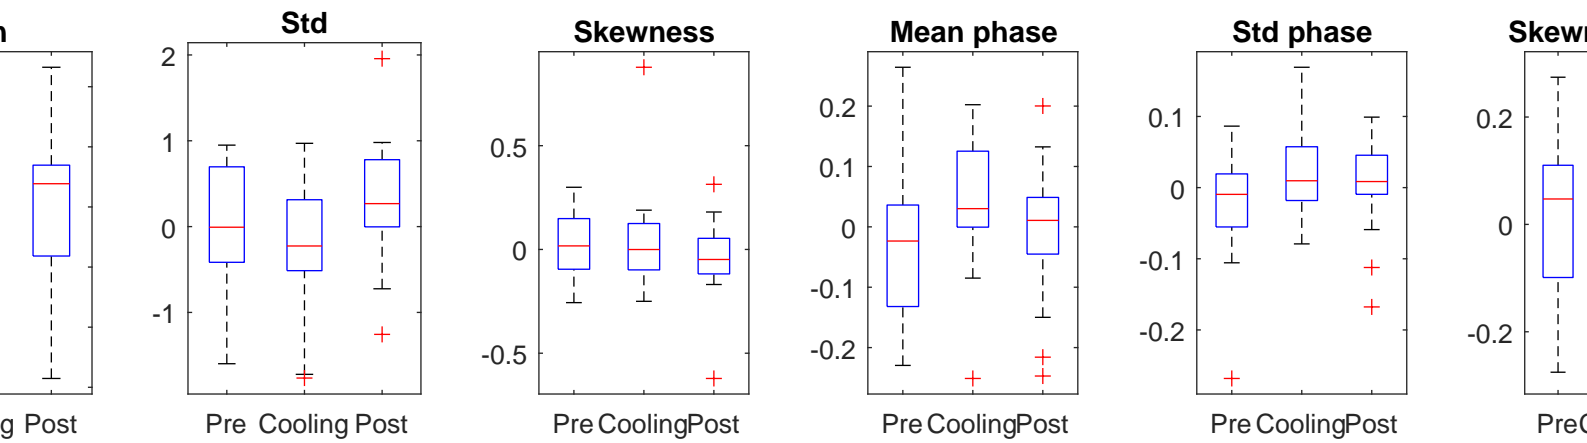 n
Std
Skewness
Mean phase
Std phase
Skewn
2
1
0
-1
0.5
0
-0.5
0.2
0.1
0
-0.1
-0.2
0.1
0
-0.1
-0.2
0.2
0
-0.2
g Post
Pre Cooling Post
Pre Cooling Post
Pre Cooling Post
Pre Cooling Post
Pre C